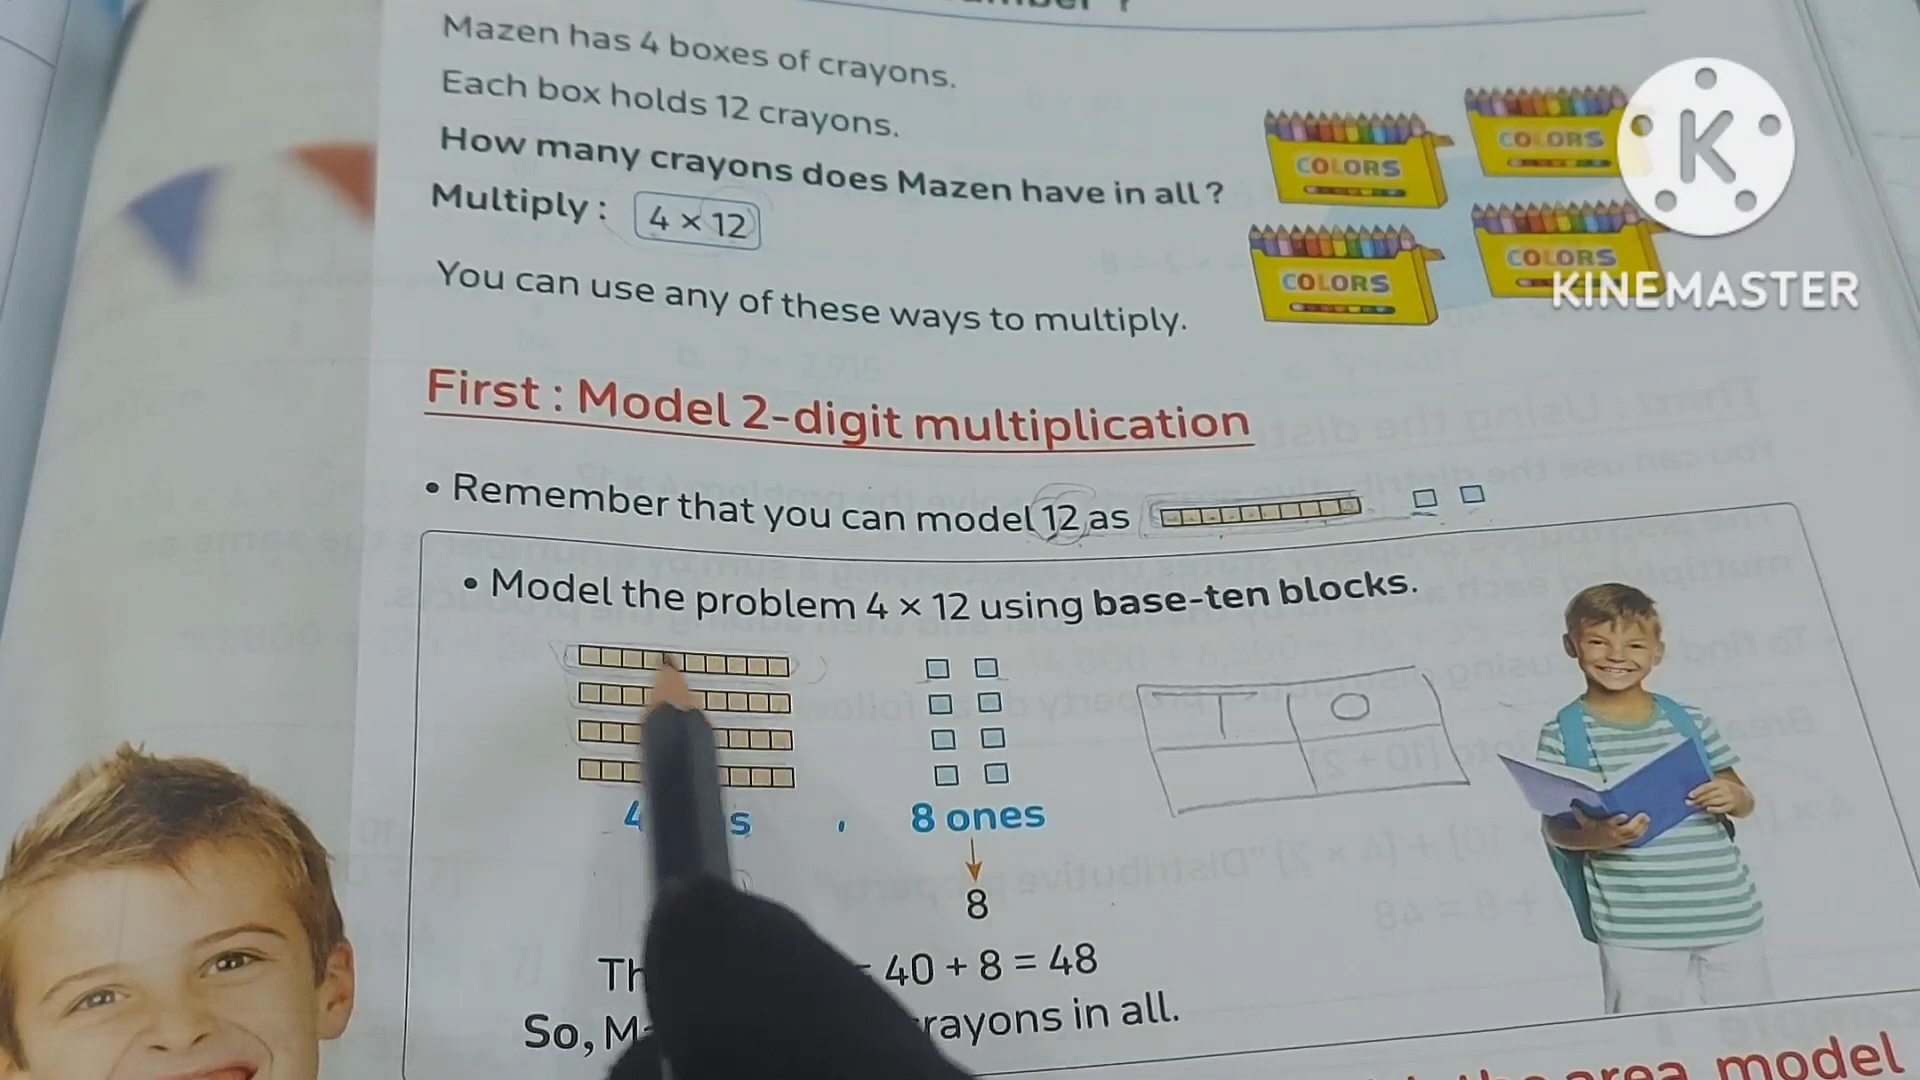 Mazen has 4 boxes of crayons.
Each box holds 12 crayons.
How many crayons does Mazen have in all ?
Multiply : 4 × 12
You can use any of these ways to multiply.
COLORS
COLORS
COLORS
COLORS
K
KINEMASTER
First : Model 2-digit multiplication
• Remember that you can model 12 as
• Model the problem 4 × 12 using base-ten blocks.
4 s , 8 ones
8
= 40 + 8 = 48
So, in all.
area model